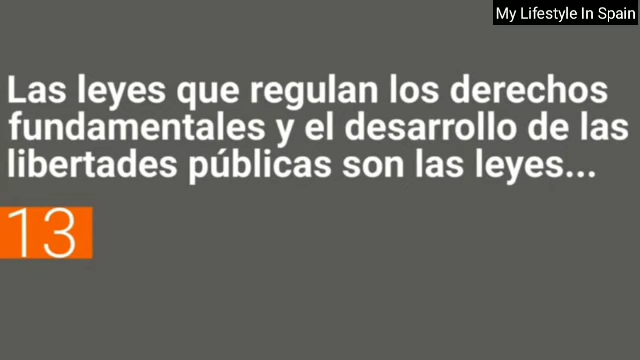 My Lifestyle In Spain
Las leyes que regulan los derechos
fundamentales y el desarrollo de las
libertades públicas son las leyes...
13